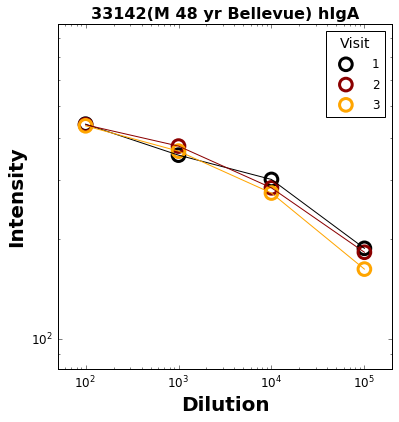 33142(M 48 yr Bellevue) hIgA
Visit
1
2
3
Intensity
10²
10² 10³ 10⁴ 10⁵
Dilution